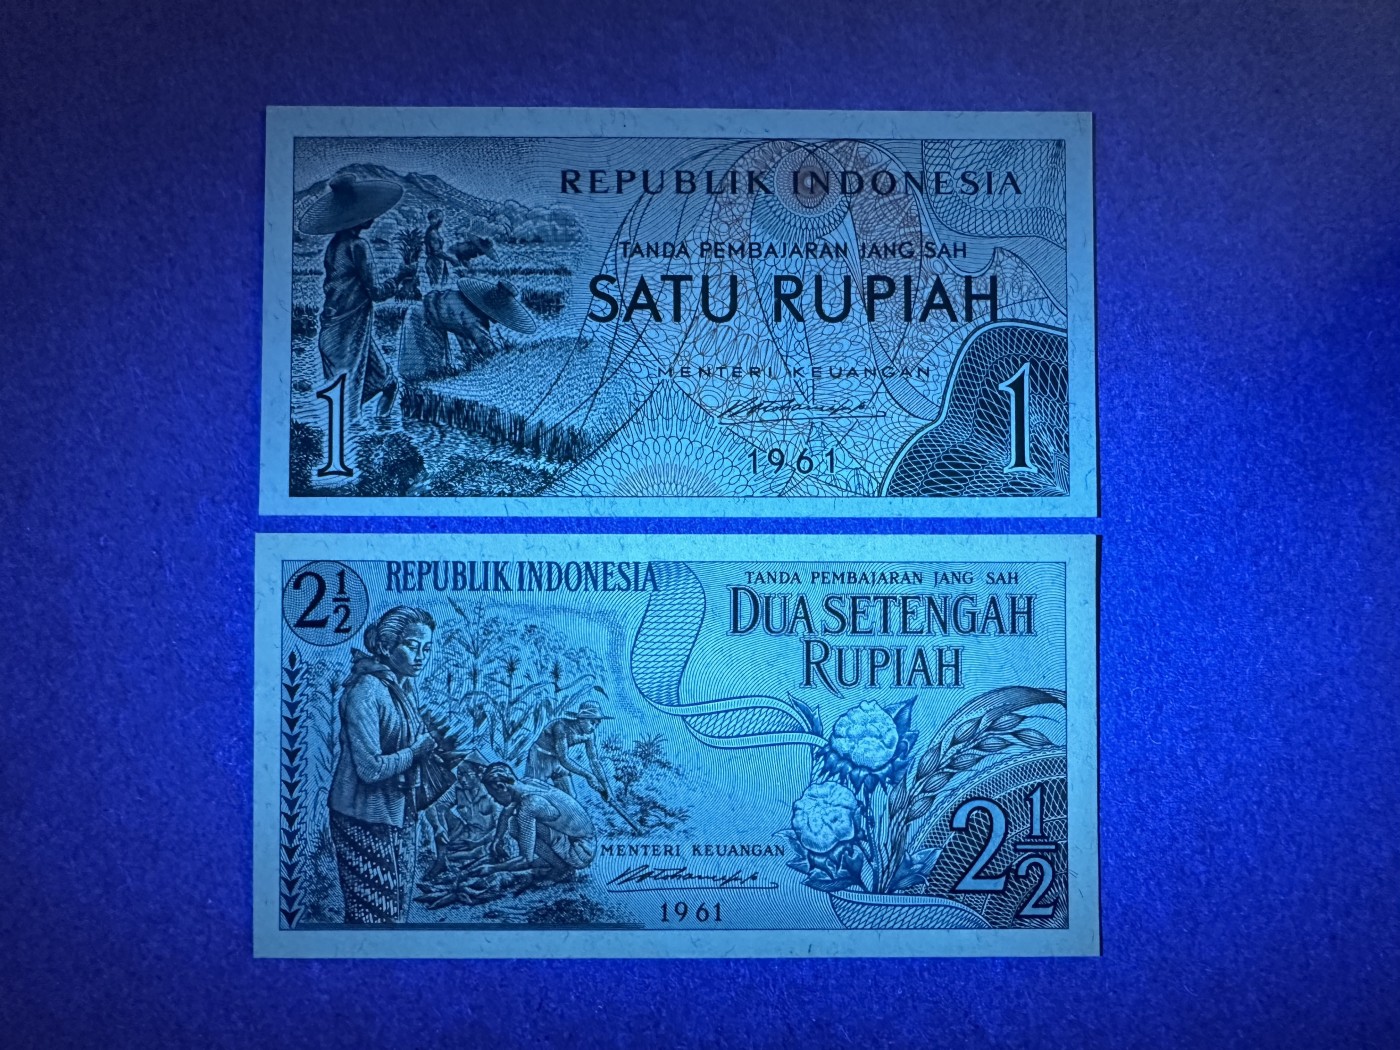 REPUBLIK INDONESIA
TANDA PEMBAJARAN JANG SAH
SATU RUPIAH
MENTERI KEUANGAN
1961
1
1
2½
REPUBLIK INDONESIA
TANDA PEMBAJARAN JANG SAH
DUA SETENGAH
RUPIAH
MENTERI KEUANGAN
1961
2½